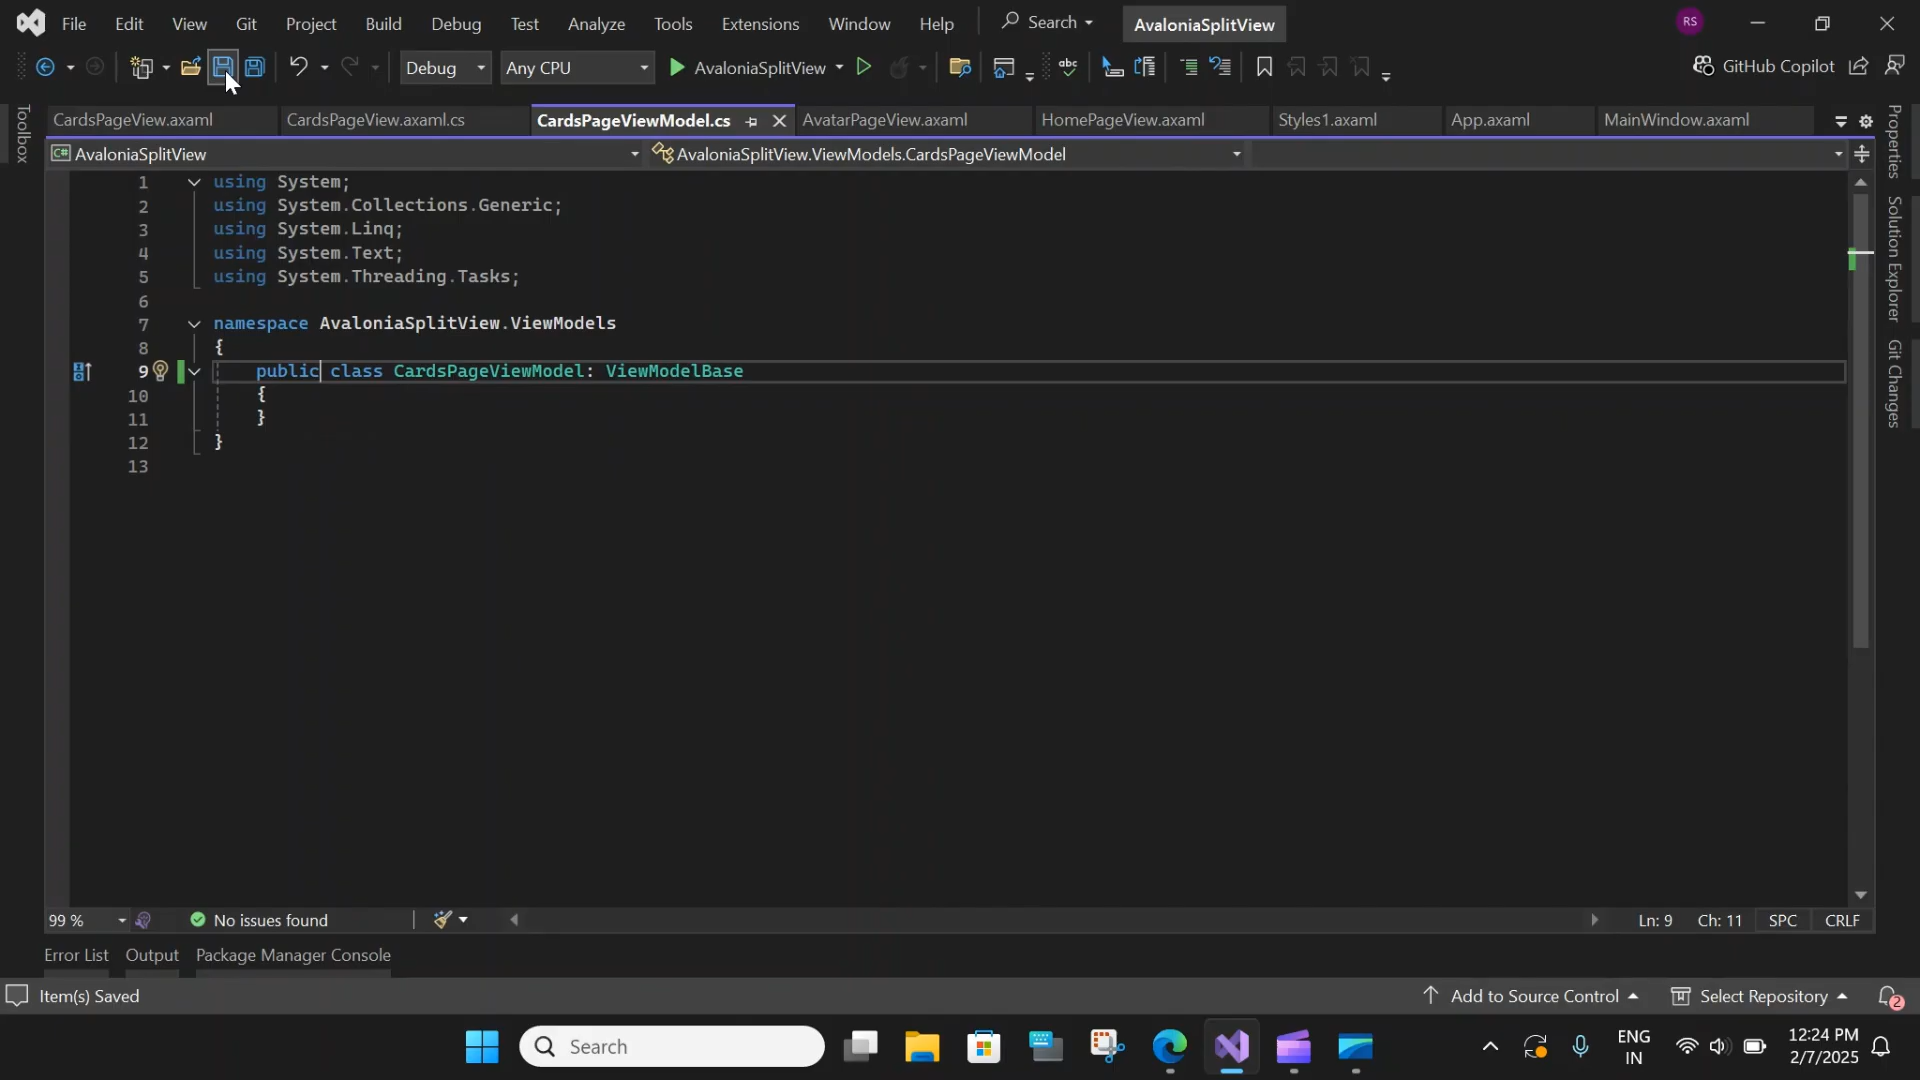 File Edit View Git Project Build Debug Test Analyze Tools Extensions Window Help Search AvaloniaSplitView RS
Debug Any CPU AvaloniaSplitView abc GitHub Copilot
CardsPageView.axaml CardsPageView.axaml.cs CardsPageViewModel.cs AvatarPageView.axaml HomePageView.axaml Styles1.axaml App.axaml MainWindow.axaml
C# AvaloniaSplitView AvaloniaSplitView.ViewModels.CardsPageViewModel
Toolbox
Properties
Solution Explorer
Git Changes
1 using System;
2 using System.Collections.Generic;
3 using System.Linq;
4 using System.Text;
5 using System.Threading.Tasks;
6
7 namespace AvaloniaSplitView.ViewModels
8 {
9 public class CardsPageViewModel: ViewModelBase
10 {
11 }
12 }
13
99 % No issues found Ln: 9 Ch: 11 SPC CRLF
Error List Output Package Manager Console
Item(s) Saved Add to Source Control Select Repository 2
Search ENG 12:24 PM
IN 2/7/2025